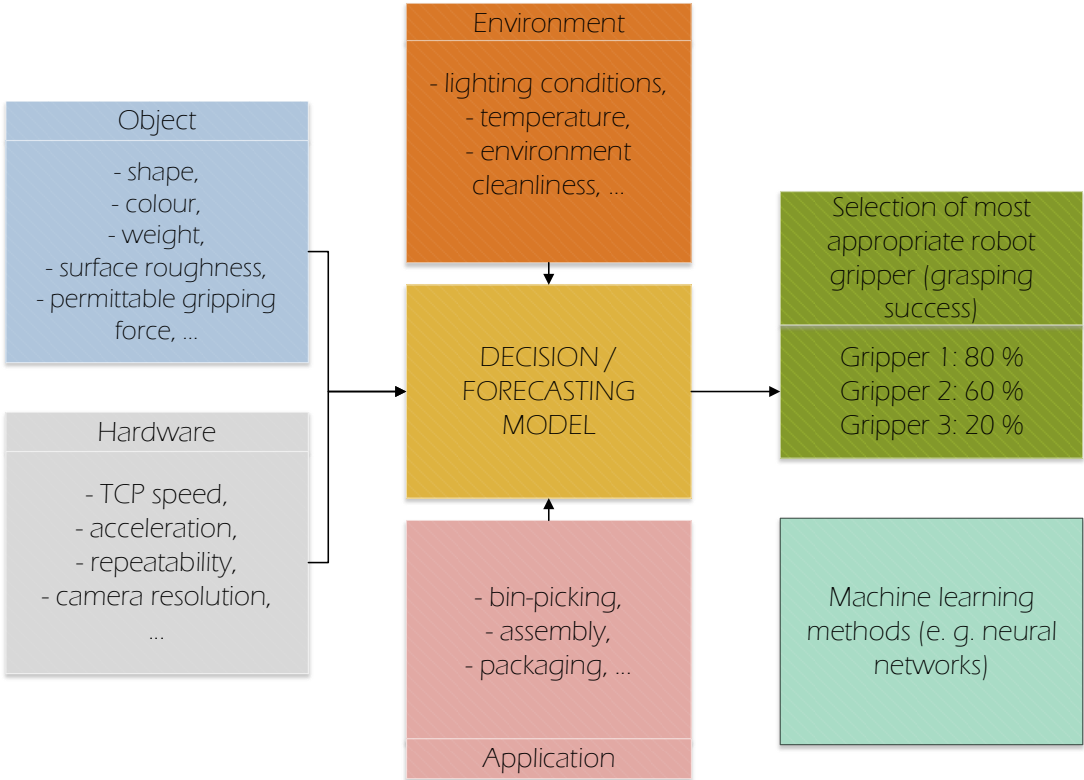 Environment
- lighting conditions,
- temperature,
- environment
cleanliness, ...
Object
- shape,
- colour,
- weight,
- surface roughness,
- permittable gripping
force, ...
Hardware
- TCP speed,
- acceleration,
- repeatability,
- camera resolution,
...
DECISION /
FORECASTING
MODEL
- bin-picking,
- assembly,
- packaging, ...
Application
Selection of most
appropriate robot
gripper (grasping
success)
Gripper 1: 80 %
Gripper 2: 60 %
Gripper 3: 20 %
Machine learning
methods (e. g. neural
networks)